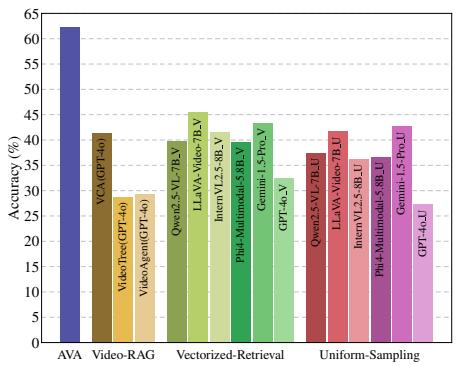 65
60
55
50
45
40
35
30
25
20
15
10
5
0
Accuracy (%)
VCA(GPT-4o)
VideoTree(GPT-4o)
VideoAgent(GPT-4o)
Qwen2.5-VL-7B_V
LLaVA-Video-7B_V
InternVL2.5-8B_V
Phi4-Multimodal-5.8B_V
Gemini-1.5-Pro_V
GPT-4o_V
Qwen2.5-VL-7B_U
LLaVA-Video-7B_U
InternVL2.5-8B_U
Phi4-Multimodal-5.8B_U
Gemini-1.5-Pro_U
GPT-4o_U
AVA Video-RAG Vectorized-Retrieval Uniform-Sampling